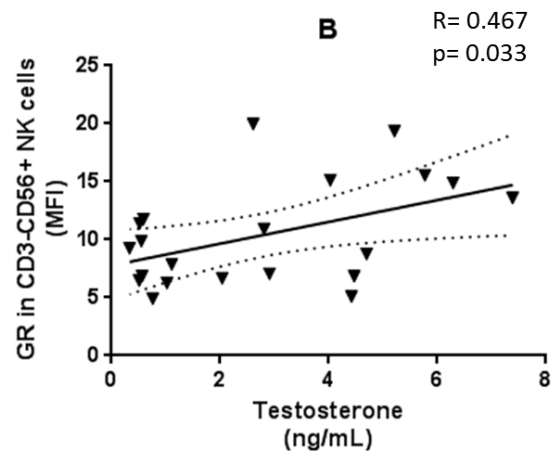 B
R= 0.467
p= 0.033
GR in CD3-CD56+ NK cells
(MFI)
25
20
15
10
5
0
0 2 4 6 8
Testosterone
(ng/mL)